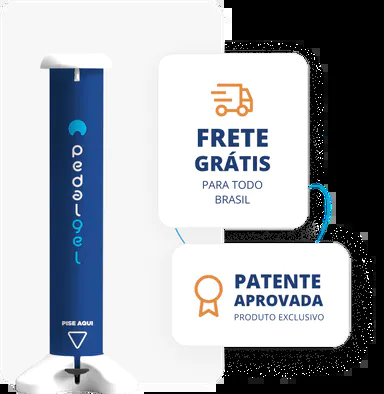 pedalgel
PISE AQUI
FRETE
GRÁTIS
PARA TODO
BRASIL
PATENTE
APROVADA
PRODUTO EXCLUSIVO